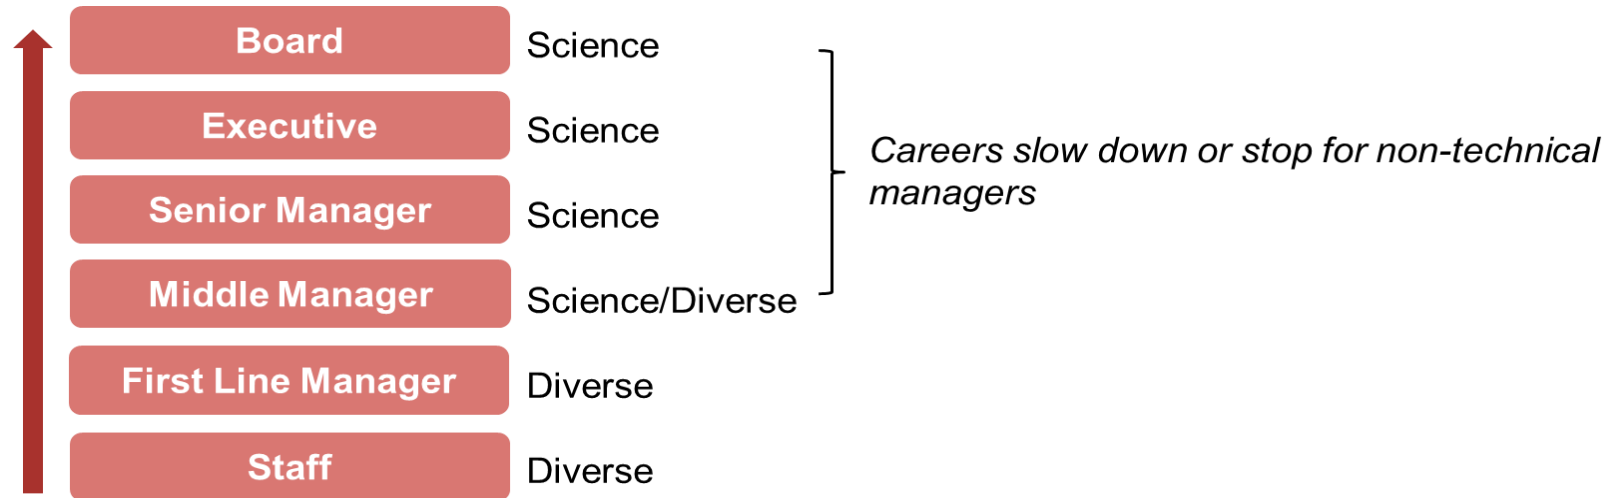 Board Science
Executive Science
Careers slow down or stop for non-technical
managers
Senior Manager Science
Middle Manager Science/Diverse
First Line Manager Diverse
Staff Diverse